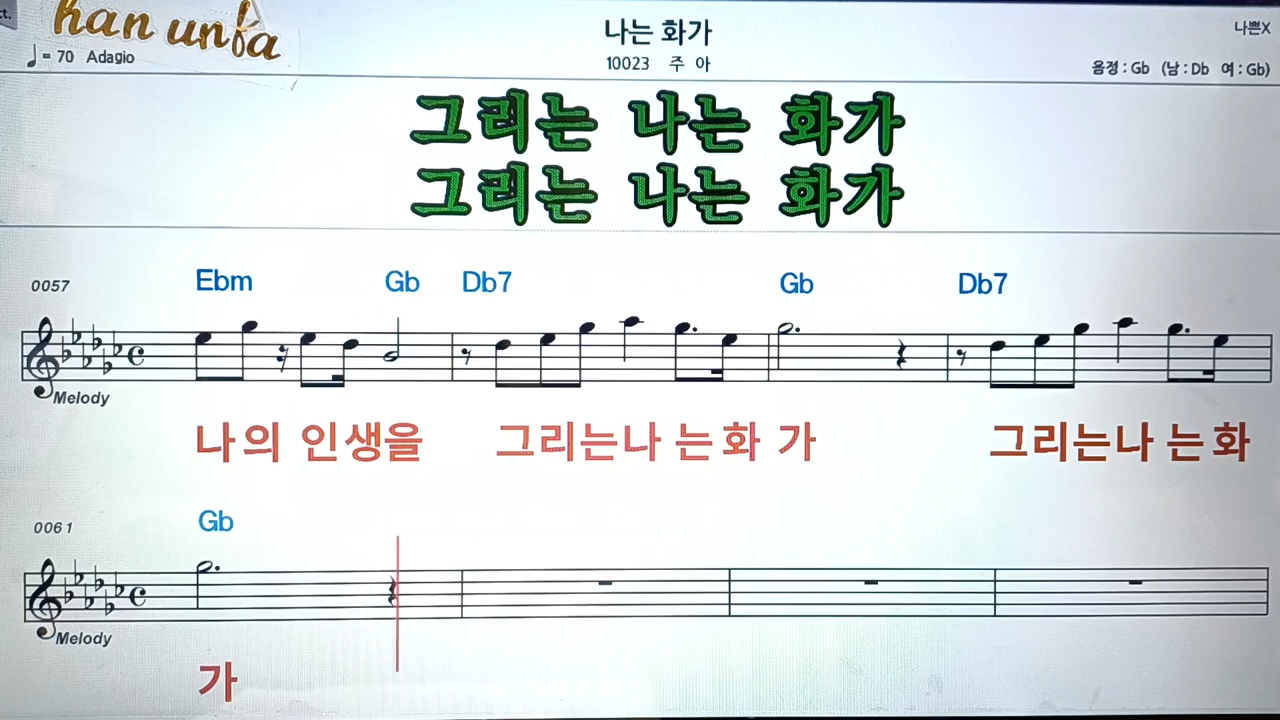 ct.
han unfa
나는 화가
나쁜X
♩= 70 Adagio
10023 주 아
음정 : Gb (남 : Db 여 : Gb)
그리는 나는 화가
그리는 나는 화가
0057 Ebm Gb Db7 Gb Db7
Melody
나의 인생을 그리는나 는화 가 그리는나 는화
0061 Gb
Melody
가